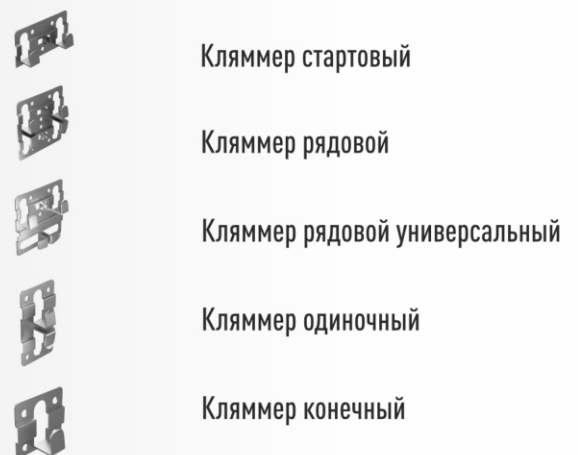 Кляммер стартовый
Кляммер рядовой
Кляммер рядовой универсальный
Кляммер одиночный
Кляммер конечный